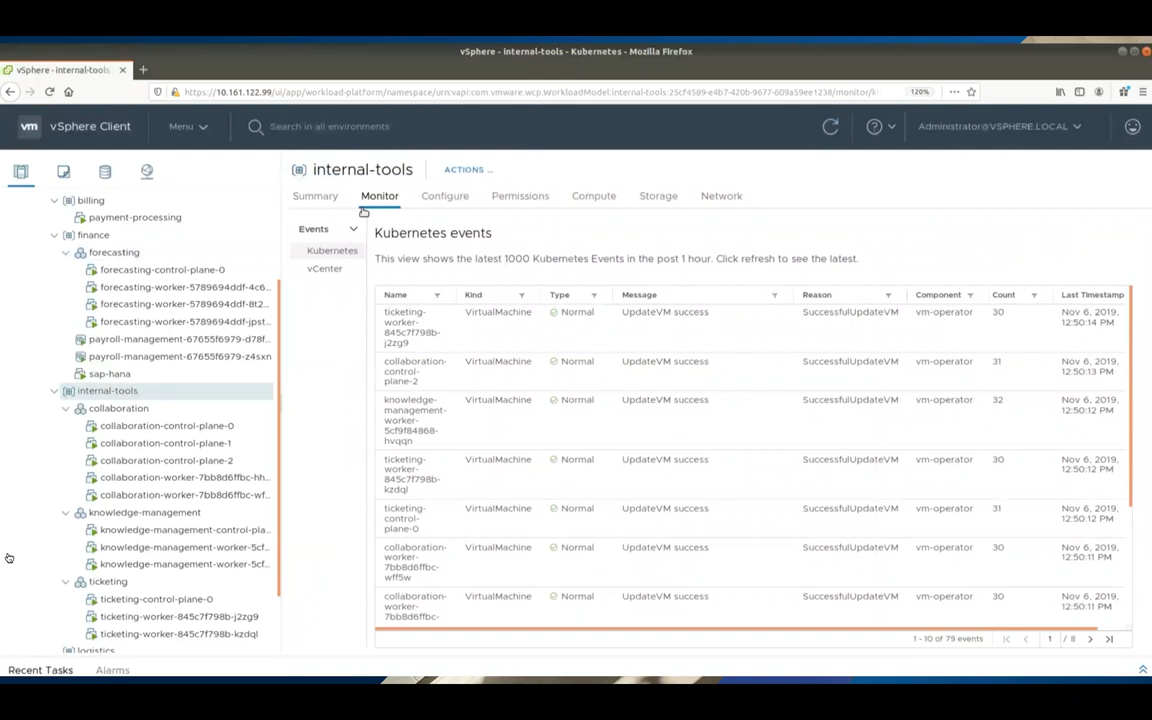 vSphere - internal-tools - Kubernetes - Mozilla Firefox
vSphere - internal-tools
https://10.161.122.99/ui/app/workload-platform/namespace/urn:vapi:com.vmware.wcp.WorkloadModel:internal-tools:25cf4589-e4b7-420b-9677-609a59ee1238/monitor/k
120%
vm vSphere Client Menu Search in all environments Administrator@VSPHERE.LOCAL
billing
payment-processing
finance
forecasting
forecasting-control-plane-0
forecasting-worker-5789694ddf-4c6...
forecasting-worker-5789694ddf-8t2...
forecasting-worker-5789694ddf-jpst...
payroll-management-67655f6979-d78f...
payroll-management-67655f6979-z4sxn
sap-hana
internal-tools
collaboration
collaboration-control-plane-0
collaboration-control-plane-1
collaboration-control-plane-2
collaboration-worker-7bb8d6ffbc-hh...
collaboration-worker-7bb8d6ffbc-wf...
knowledge-management
knowledge-management-control-pla...
knowledge-management-worker-5cf...
knowledge-management-worker-5cf...
ticketing
ticketing-control-plane-0
ticketing-worker-845c7f798b-j2zg9
ticketing-worker-845c7f798b-kzdql
logistics
internal-tools ACTIONS ...
Summary Monitor Configure Permissions Compute Storage Network
Events
Kubernetes
vCenter
Kubernetes events
This view shows the latest 1000 Kubernetes Events in the post 1 hour. Click refresh to see the latest.
Name Kind Type Message Reason Component Count Last Timestamp
ticketing- VirtualMachine Normal UpdateVM success SuccessfulUpdateVM vm-operator 30 Nov 6, 2019,
worker- 12:50:14 PM
845c7f798b-
j2zg9
collaboration- VirtualMachine Normal UpdateVM success SuccessfulUpdateVM vm-operator 31 Nov 6, 2019,
control- 12:50:13 PM
plane-2
knowledge- VirtualMachine Normal UpdateVM success SuccessfulUpdateVM vm-operator 32 Nov 6, 2019,
management- 12:50:12 PM
worker-
5cf9f84868-
hvqqn
ticketing- VirtualMachine Normal UpdateVM success SuccessfulUpdateVM vm-operator 30 Nov 6, 2019,
worker- 12:50:12 PM
845c7f798b-
kzdql
ticketing- VirtualMachine Normal UpdateVM success SuccessfulUpdateVM vm-operator 31 Nov 6, 2019,
control- 12:50:12 PM
plane-0
collaboration- VirtualMachine Normal UpdateVM success SuccessfulUpdateVM vm-operator 30 Nov 6, 2019,
worker- 12:50:11 PM
7bb8d6ffbc-
wff5w
collaboration- VirtualMachine Normal UpdateVM success SuccessfulUpdateVM vm-operator 30 Nov 6, 2019,
worker- 12:50:11 PM
7bb8d6ffbc-
1 - 10 of 79 events 1 / 8
Recent Tasks Alarms